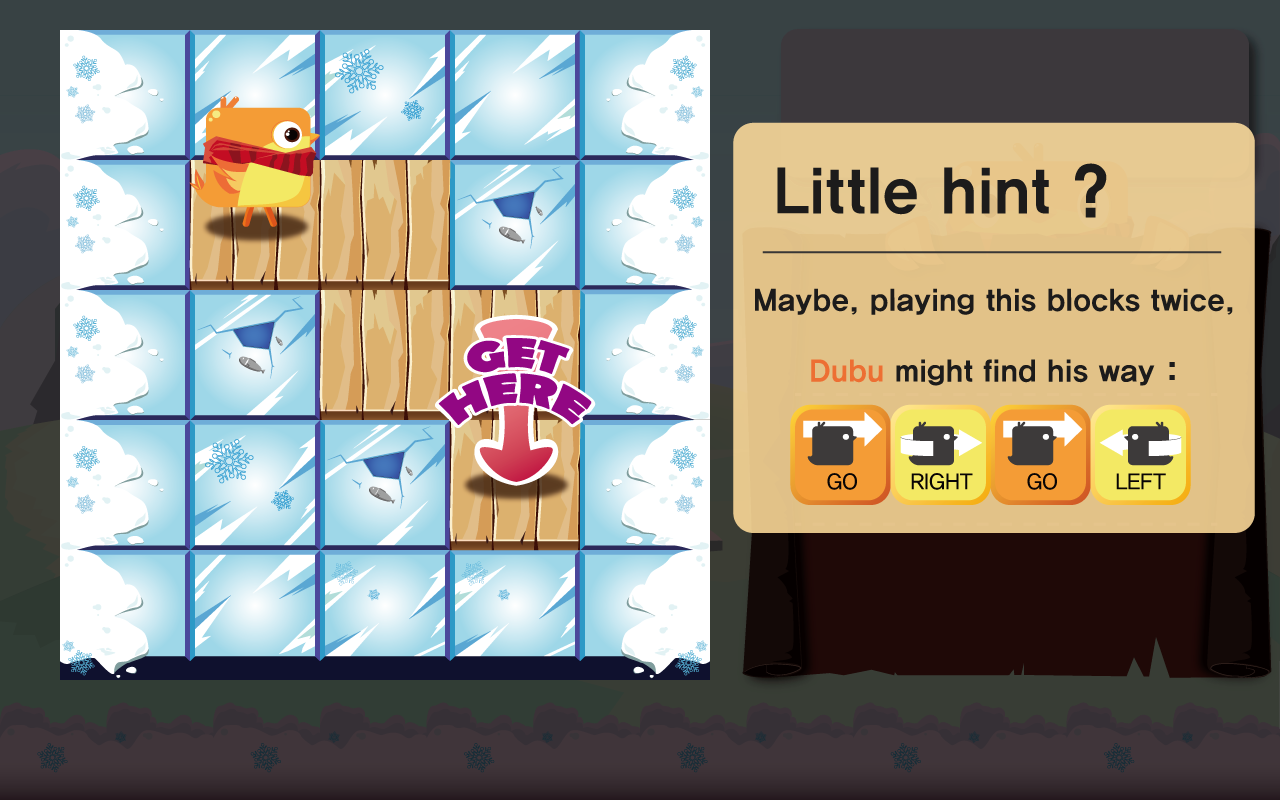 GET
HERE
Little hint ?
Maybe, playing this blocks twice,
Dubu might find his way :
GO RIGHT GO LEFT